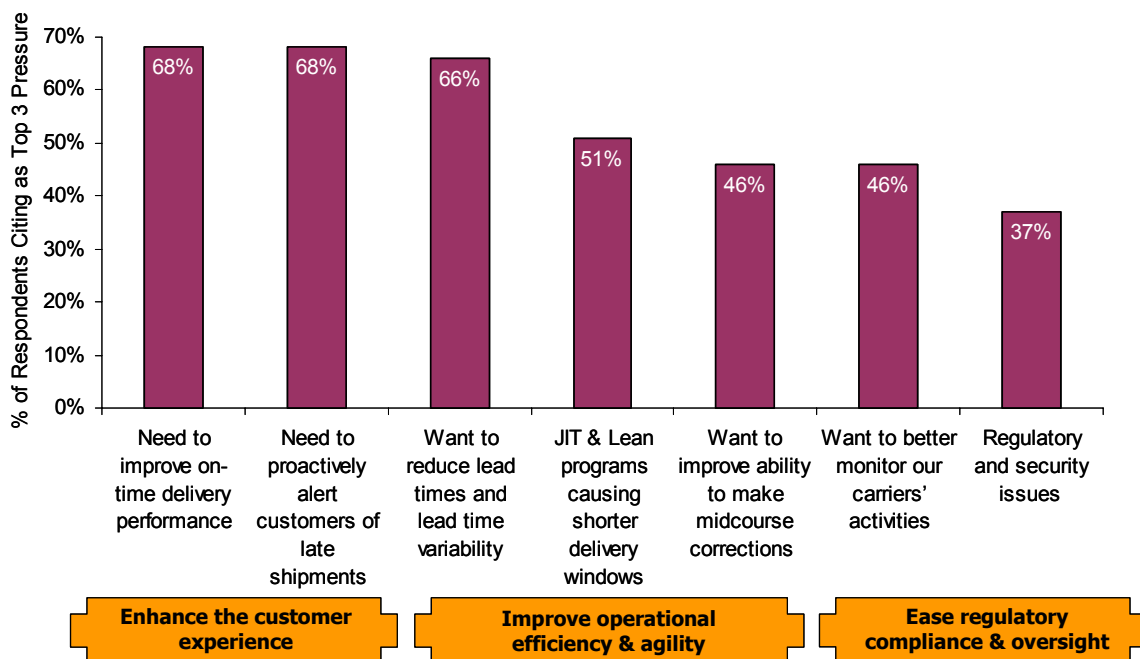 % of Respondents Citing as Top 3 Pressure
70%
60%
50%
40%
30%
20%
10%
0%
68%
68%
66%
51%
46%
46%
37%
Need to
improve on-
time delivery
performance
Need to
proactively
alert
customers of
late
shipments
Want to
reduce lead
times and
lead time
variability
JIT & Lean
programs
causing
shorter
delivery
windows
Want to
improve ability
to make
midcourse
corrections
Want to better
monitor our
carriers’
activities
Regulatory
and security
issues
Enhance the customer
experience
Improve operational
efficiency & agility
Ease regulatory
compliance & oversight